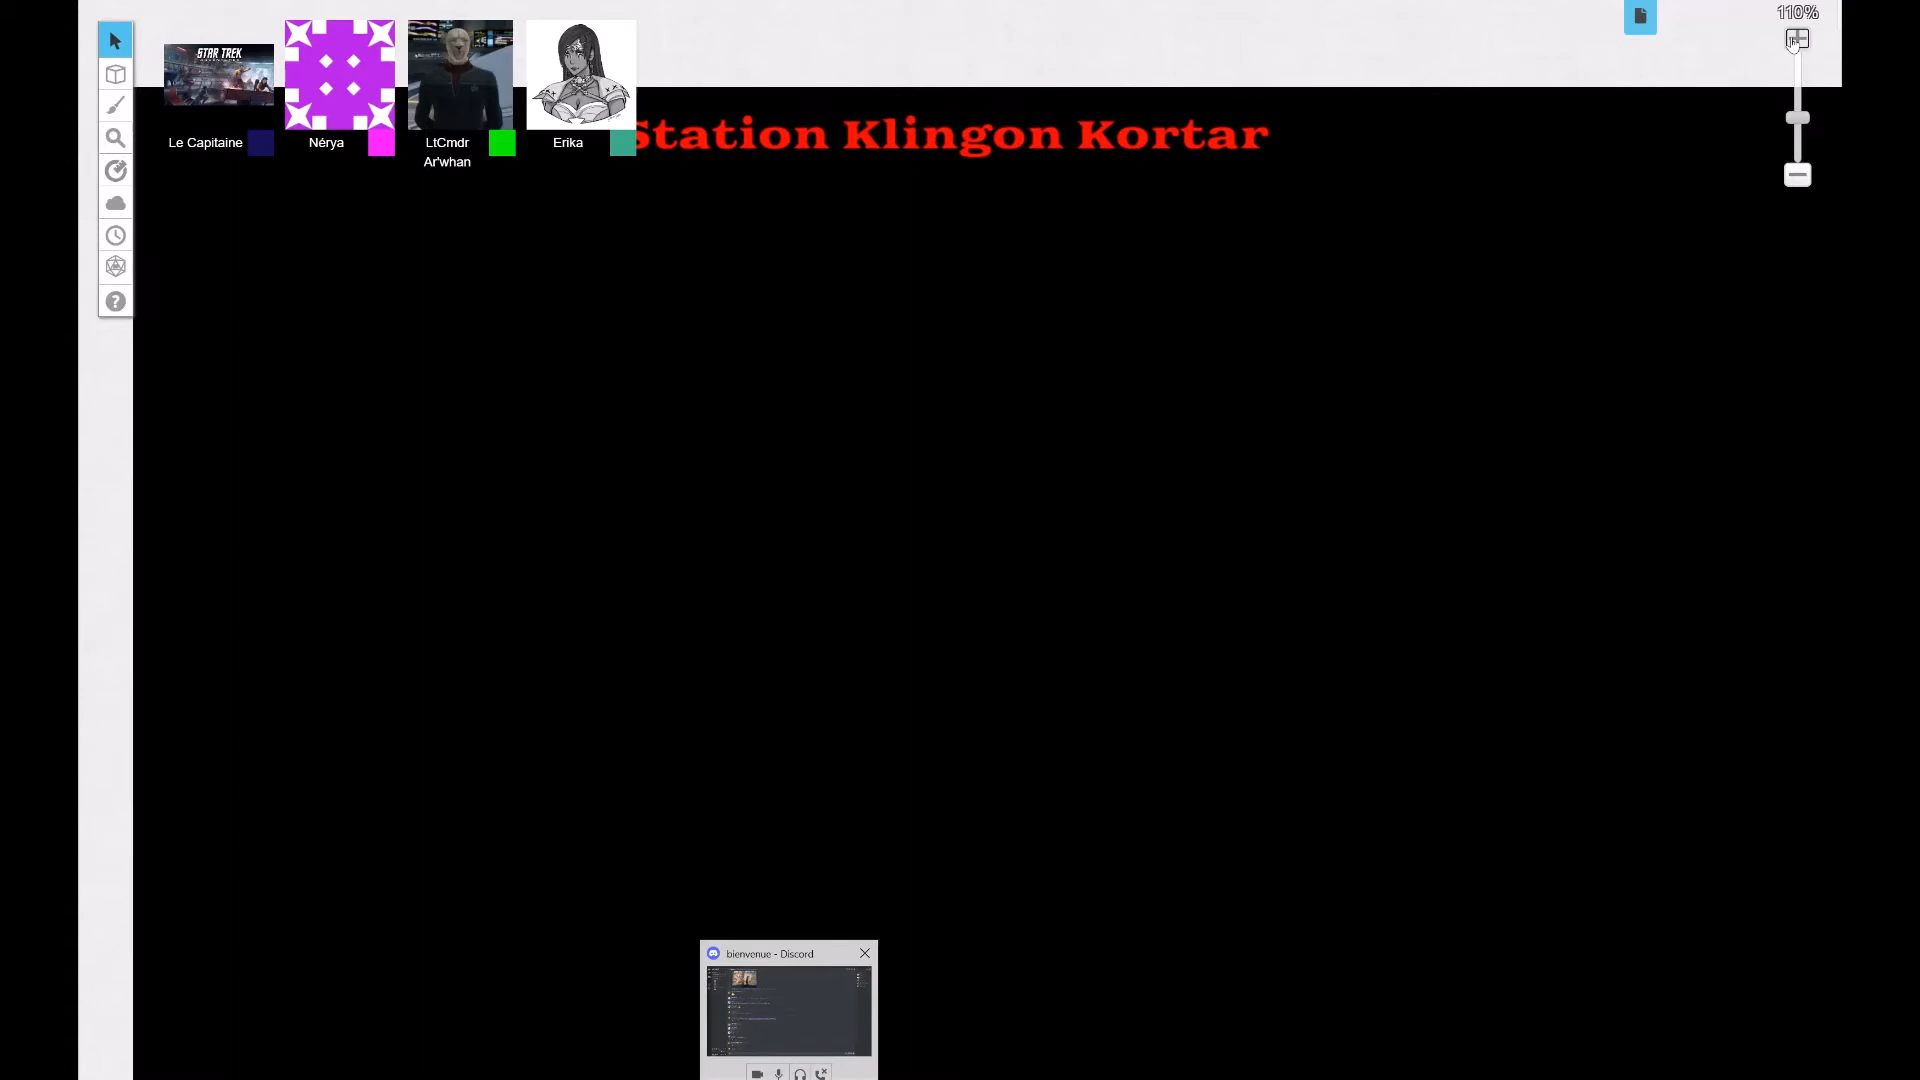 110%
STAR TREK
Le Capitaine
Nérya
LtCmdr
Ar'whan
Erika
Station Klingon Kortar
bienvenue - Discord